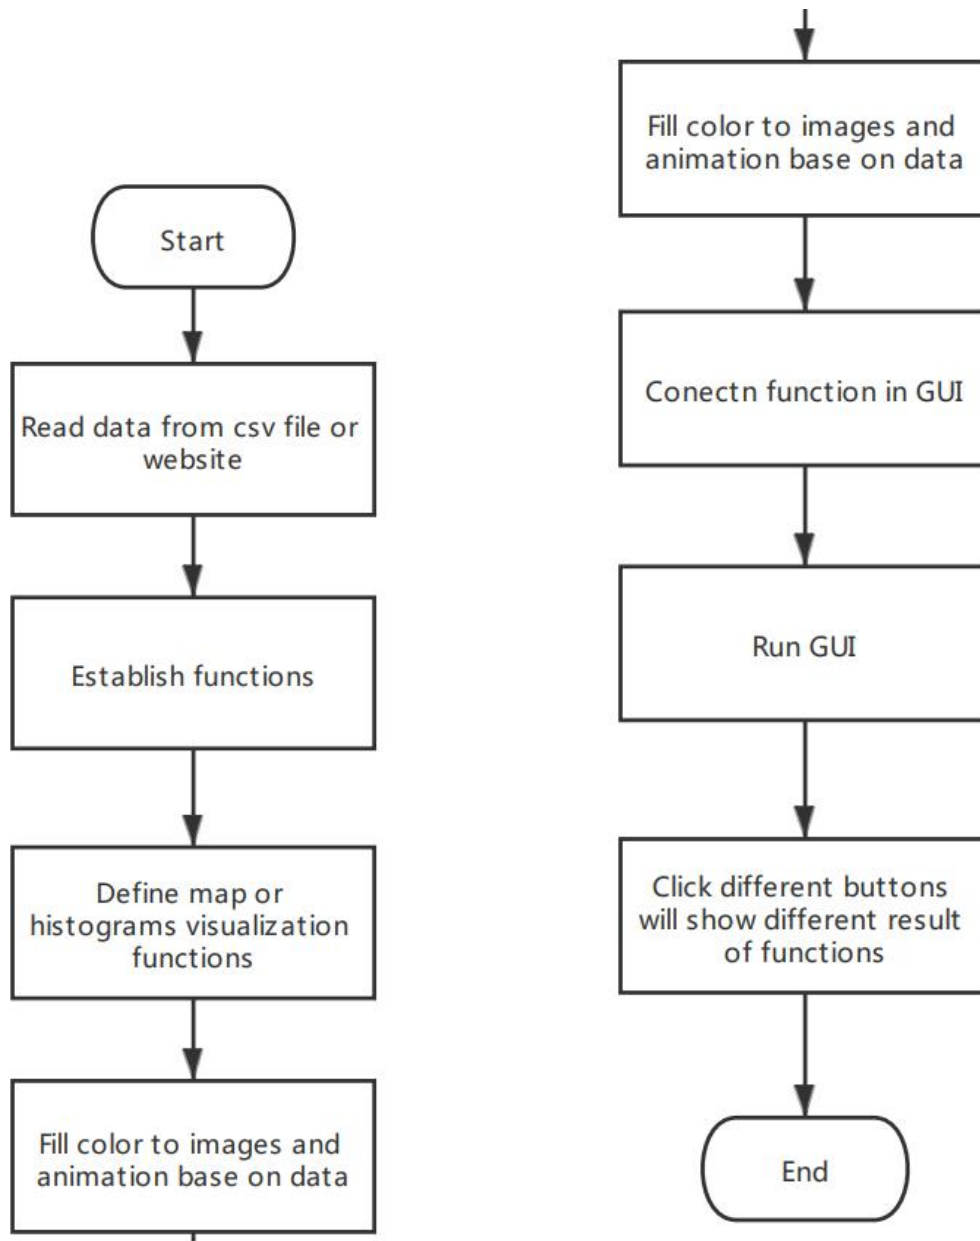 Start
Read data from csv file or
website
Establish functions
Define map or
histograms visualization
functions
Fill color to images and
animation base on data
Fill color to images and
animation base on data
Conectn function in GUI
Run GUI
Click different buttons
will show different result
of functions
End